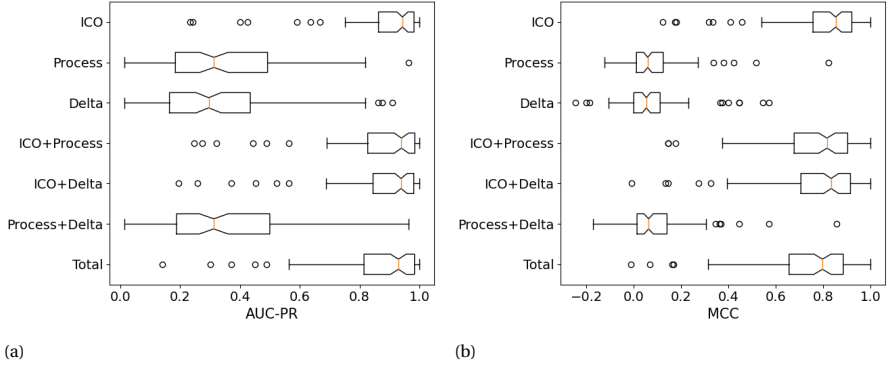 ICO
Process
Delta
ICO+Process
ICO+Delta
Process+Delta
Total
0.0 0.2 0.4 0.6 0.8 1.0
AUC-PR
(a)
ICO
Process
Delta
ICO+Process
ICO+Delta
Process+Delta
Total
−0.2 0.0 0.2 0.4 0.6 0.8 1.0
MCC
(b)